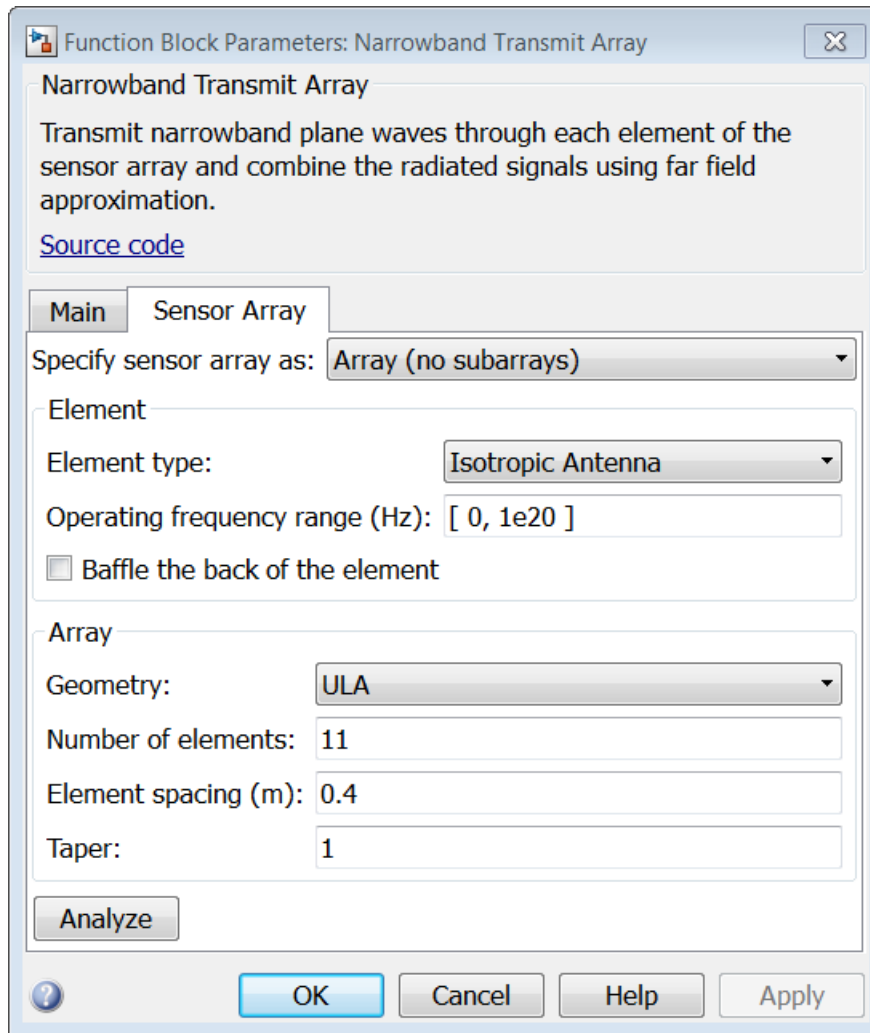 Function Block Parameters: Narrowband Transmit Array
Narrowband Transmit Array
Transmit narrowband plane waves through each element of the
sensor array and combine the radiated signals using far field
approximation.
Source code
Main Sensor Array
Specify sensor array as: Array (no subarrays)
Element
Element type: Isotropic Antenna
Operating frequency range (Hz): [ 0, 1e20 ]
Baffle the back of the element
Array
Geometry: ULA
Number of elements: 11
Element spacing (m): 0.4
Taper: 1
Analyze
? OK Cancel Help Apply